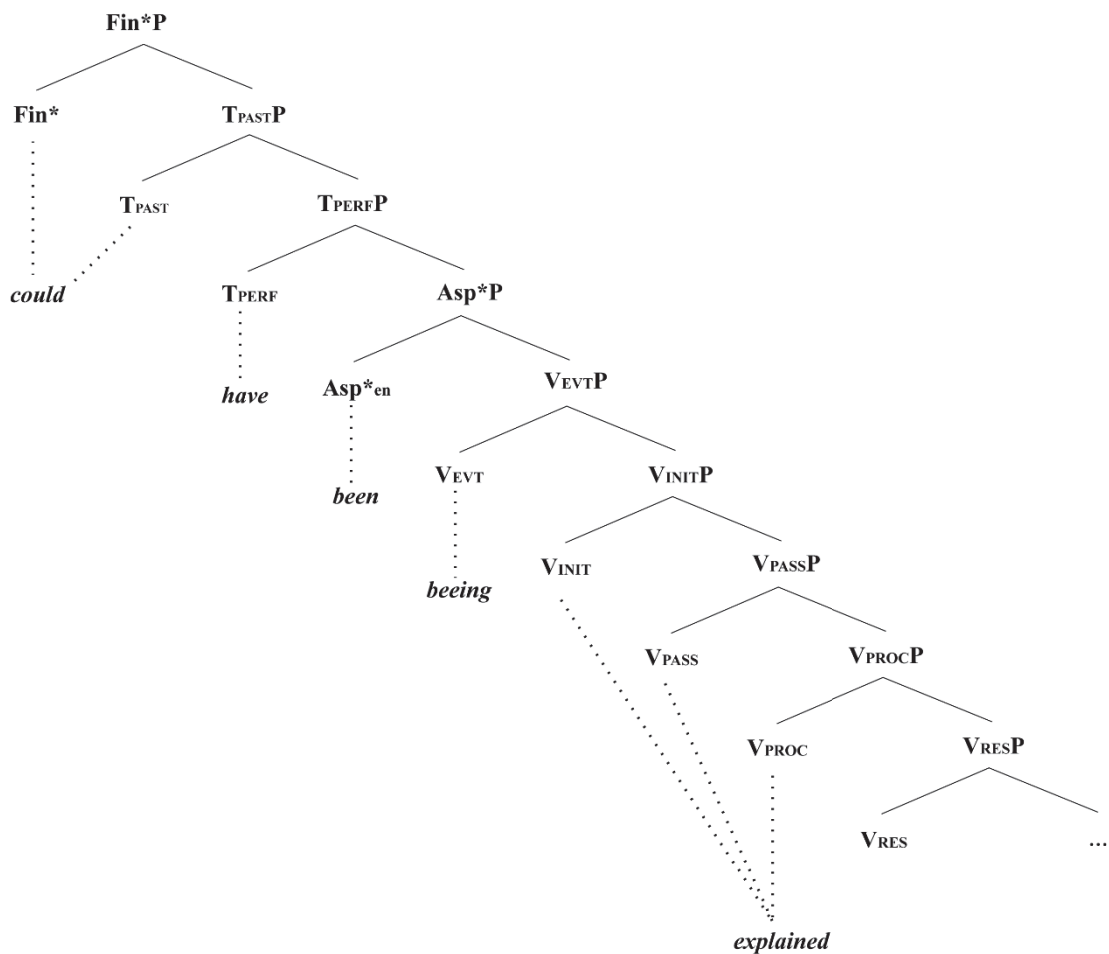 Fin*P
Fin* TPASTP
TPAST TPERFP
could TPERF Asp*P
have Asp*en VEVTP
been VEVT VINITP
beeing VINIT VPASSP
VPASS VPROCP
VPROC VRESP
VRES ...
explained